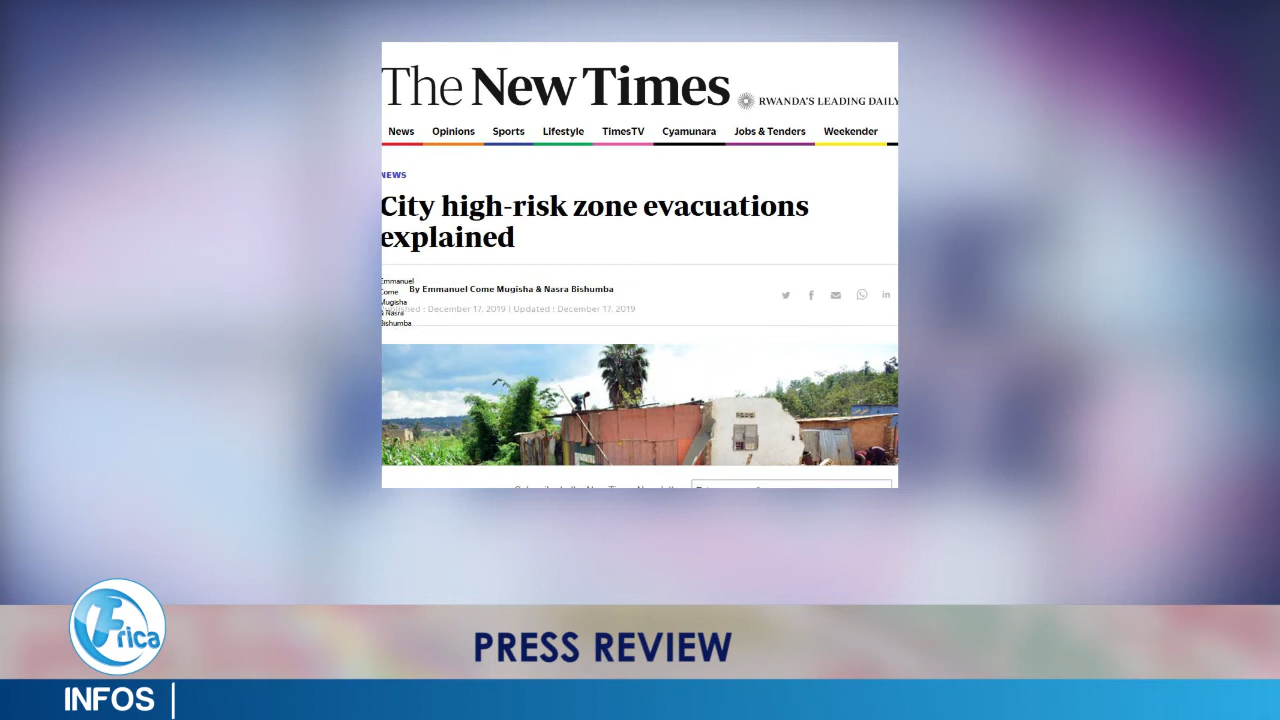 The New Times RWANDA'S LEADING DAILY
News Opinions Sports Lifestyle TimesTV Cyamunara Jobs & Tenders Weekender
NEWS
City high-risk zone evacuations
explained
Emmanuel
Come
Mugisha
& Nasra
Bishumba
By Emmanuel Come Mugisha & Nasra Bishumba
: December 17, 2019 | Updated : December 17, 2019
frica
PRESS REVIEW
INFOS